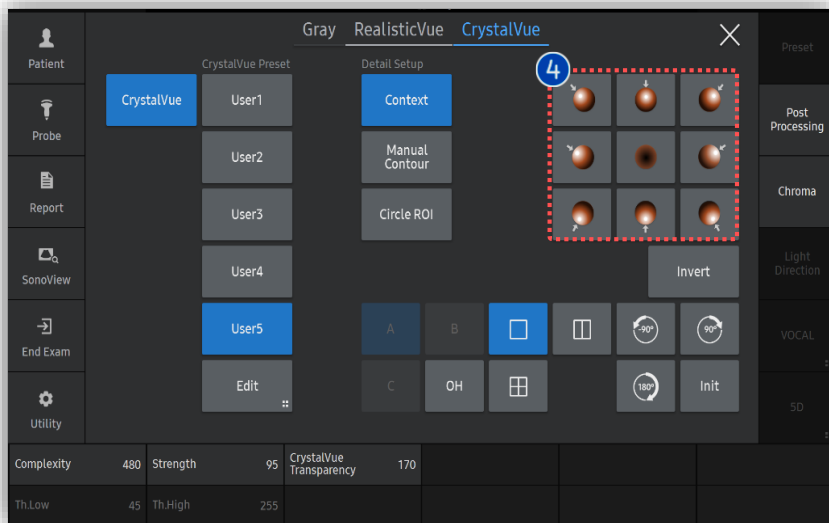 Gray RealisticVue CrystalVue
Patient
Probe
Report
SonoView
End Exam
Utility
CrystalVue Preset
Detail Setup
4
CrystalVue
User1
User2
User3
User4
User5
Edit
Context
Manual
Contour
Circle ROI
Invert
A B -90° 90°
C OH 180° Init
Preset
Post
Processing
Chroma
Light
Direction
VOCAL
SD
Complexity 480 Strength 95 CrystalVue
Transparency 170
Th.Low 45 Th.High 255